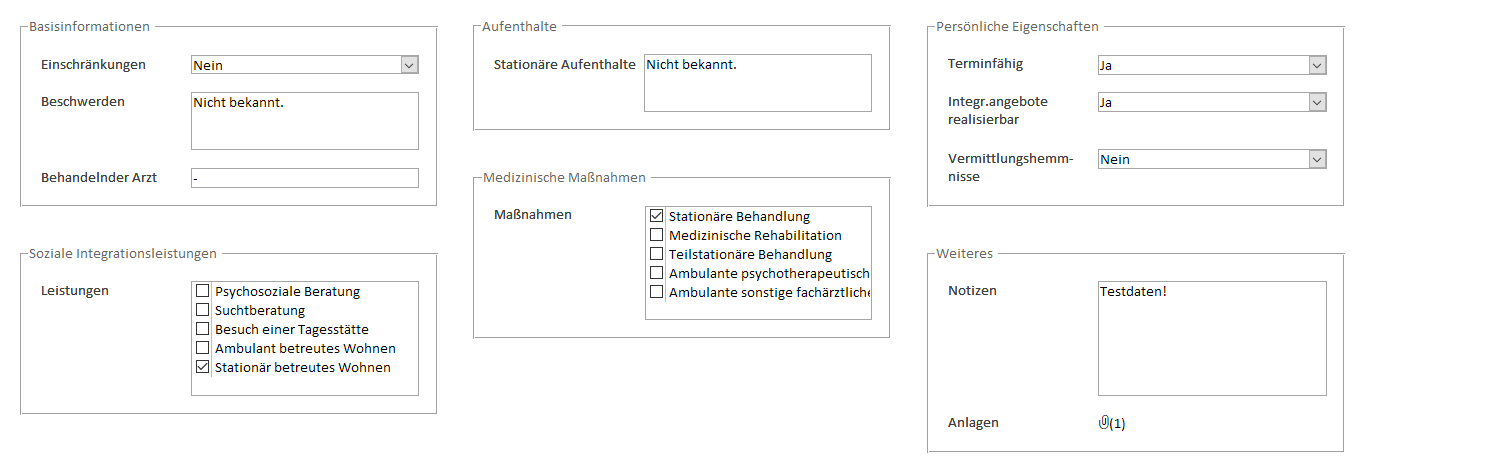 Basisinformationen
Einschränkungen
Nein
Beschwerden
Nicht bekannt.
Behandelnder Arzt
-
Soziale Integrationsleistungen
Leistungen
Psychosoziale Beratung
Suchtberatung
Besuch einer Tagesstätte
Ambulant betreutes Wohnen
Stationär betreutes Wohnen
Aufenthalte
Stationäre Aufenthalte
Nicht bekannt.
Medizinische Maßnahmen
Maßnahmen
Stationäre Behandlung
Medizinische Rehabilitation
Teilstationäre Behandlung
Ambulante psychotherapeutisch
Ambulante sonstige fachärztliche
Persönliche Eigenschaften
Terminfähig
Ja
Integr.angebote
realisierbar
Ja
Vermittlungshemm-
nisse
Nein
Weiteres
Notizen
Testdaten!
Anlagen
(1)